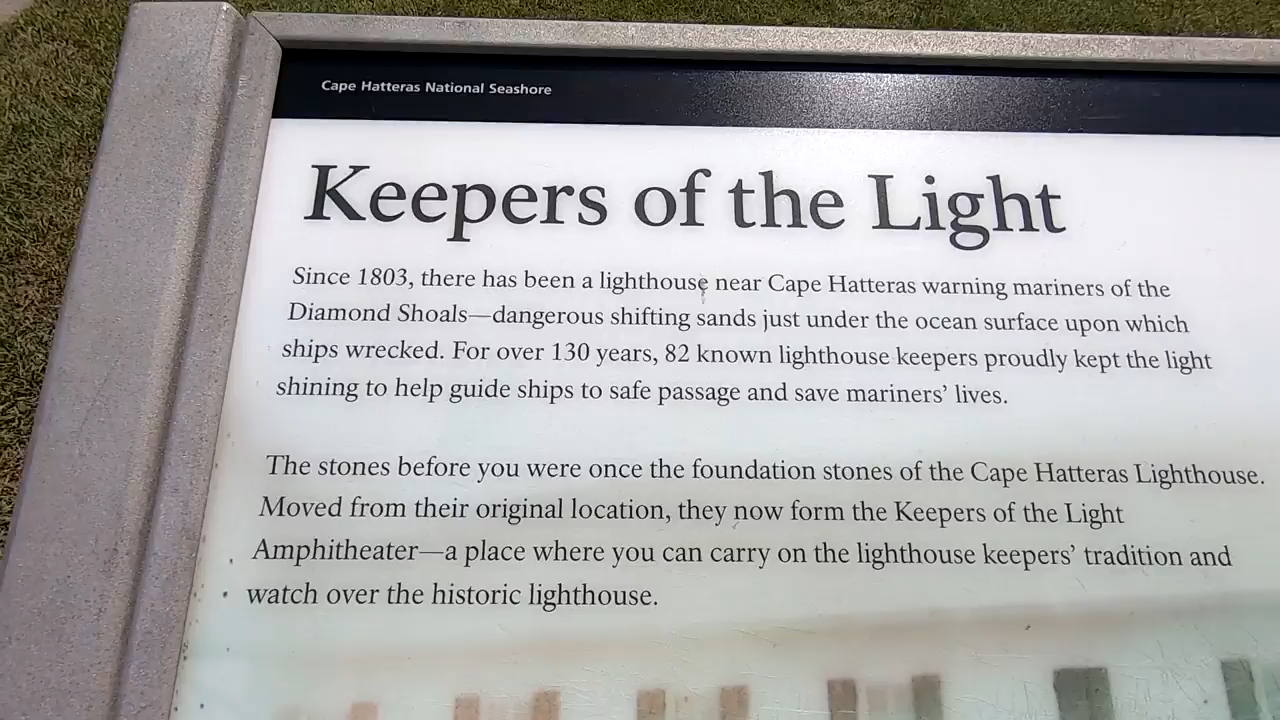 Cape Hatteras National Seashore
Keepers of the Light
Since 1803, there has been a lighthouse near Cape Hatteras warning mariners of the
Diamond Shoals—dangerous shifting sands just under the ocean surface upon which
ships wrecked. For over 130 years, 82 known lighthouse keepers proudly kept the light
shining to help guide ships to safe passage and save mariners’ lives.
The stones before you were once the foundation stones of the Cape Hatteras Lighthouse.
Moved from their original location, they now form the Keepers of the Light
Amphitheater—a place where you can carry on the lighthouse keepers’ tradition and
watch over the historic lighthouse.